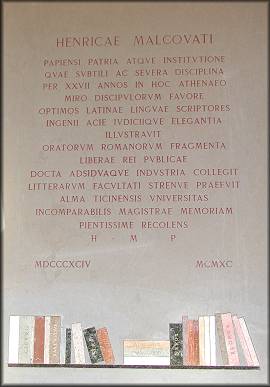 HENRICAE MALCOVATI
PAPIENSI PATRIA ATQVE INSTITVTIONE
QVAE SVBTILI AC SEVERA DISCIPLINA
PER XXVII ANNOS IN HOC ATHENAEO
MIRO DISCIPVLORVM FAVORE
OPTIMOS LATINAE LINGVAE SCRIPTORES
INGENII ACIE IVDICIIQVE ELEGANTIA
ILLVSTRAVIT
ORATORVM ROMANORVM FRAGMENTA
LIBERAE REI PVBLICAE
DOCTA ADSIDVAQVE INDVSTRIA COLLEGIT
LITTERARVM FACVLTATI STRENVE PRAEFVIT
ALMA TICINENSIS VNIVERSITAS
INCOMPARABILIS MAGISTRAE MEMORIAM
PIENTISSIME RECOLENS
H · M · P
MDCCCXCIV MCMXC